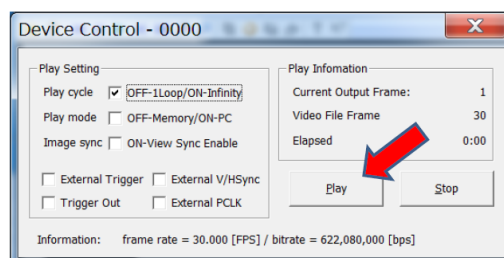 Device Control - 0000
Play Setting
Play cycle OFF-1Loop/ON-Infinity
Play mode OFF-Memory/ON-PC
Image sync ON-View Sync Enable
External Trigger External V/HSync
Trigger Out External PCLK
Play Infomation
Current Output Frame: 1
Video File Frame 30
Elapsed 0:00
Play Stop
Information: frame rate = 30.000 [FPS] / bitrate = 622,080,000 [bps]